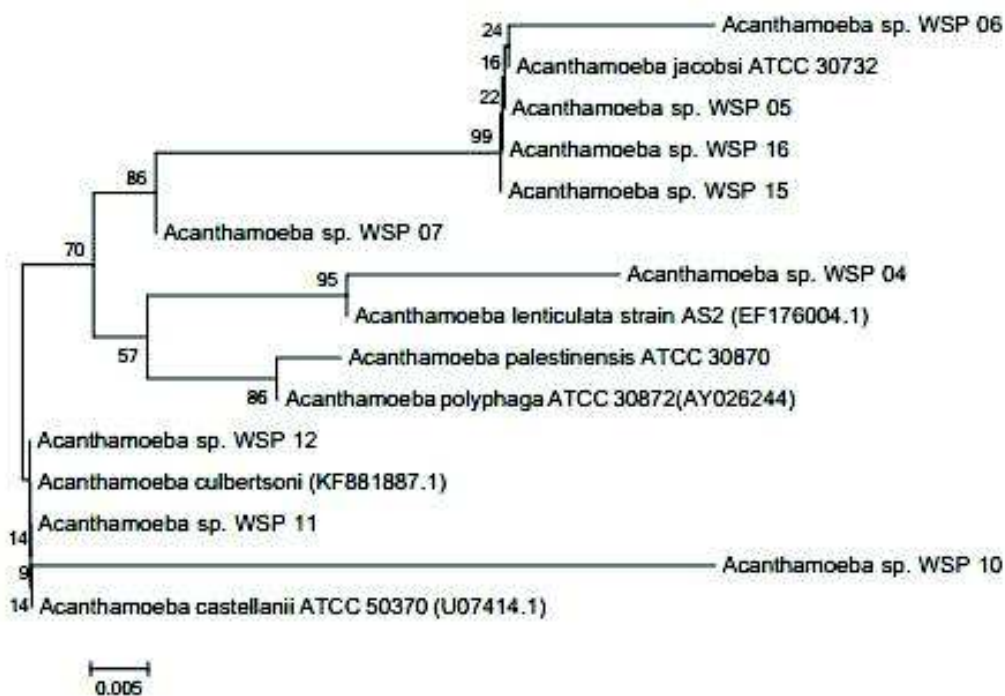 24
Acanthamoeba sp. WSP 06
16
Acanthamoeba jacobsi ATCC 30732
22
Acanthamoeba sp. WSP 05
99
Acanthamoeba sp. WSP 16
Acanthamoeba sp. WSP 15
86
Acanthamoeba sp. WSP 07
70
Acanthamoeba sp. WSP 04
95
Acanthamoeba lenticulata strain AS2 (EF176004.1)
57
Acanthamoeba palestinensis ATCC 30870
86
Acanthamoeba polyphaga ATCC 30872(AY026244)
Acanthamoeba sp. WSP 12
Acanthamoeba culbertsoni (KF881887.1)
Acanthamoeba sp. WSP 11
14
Acanthamoeba sp. WSP 10
9
14
Acanthamoeba castellanii ATCC 50370 (U07414.1)
0.005